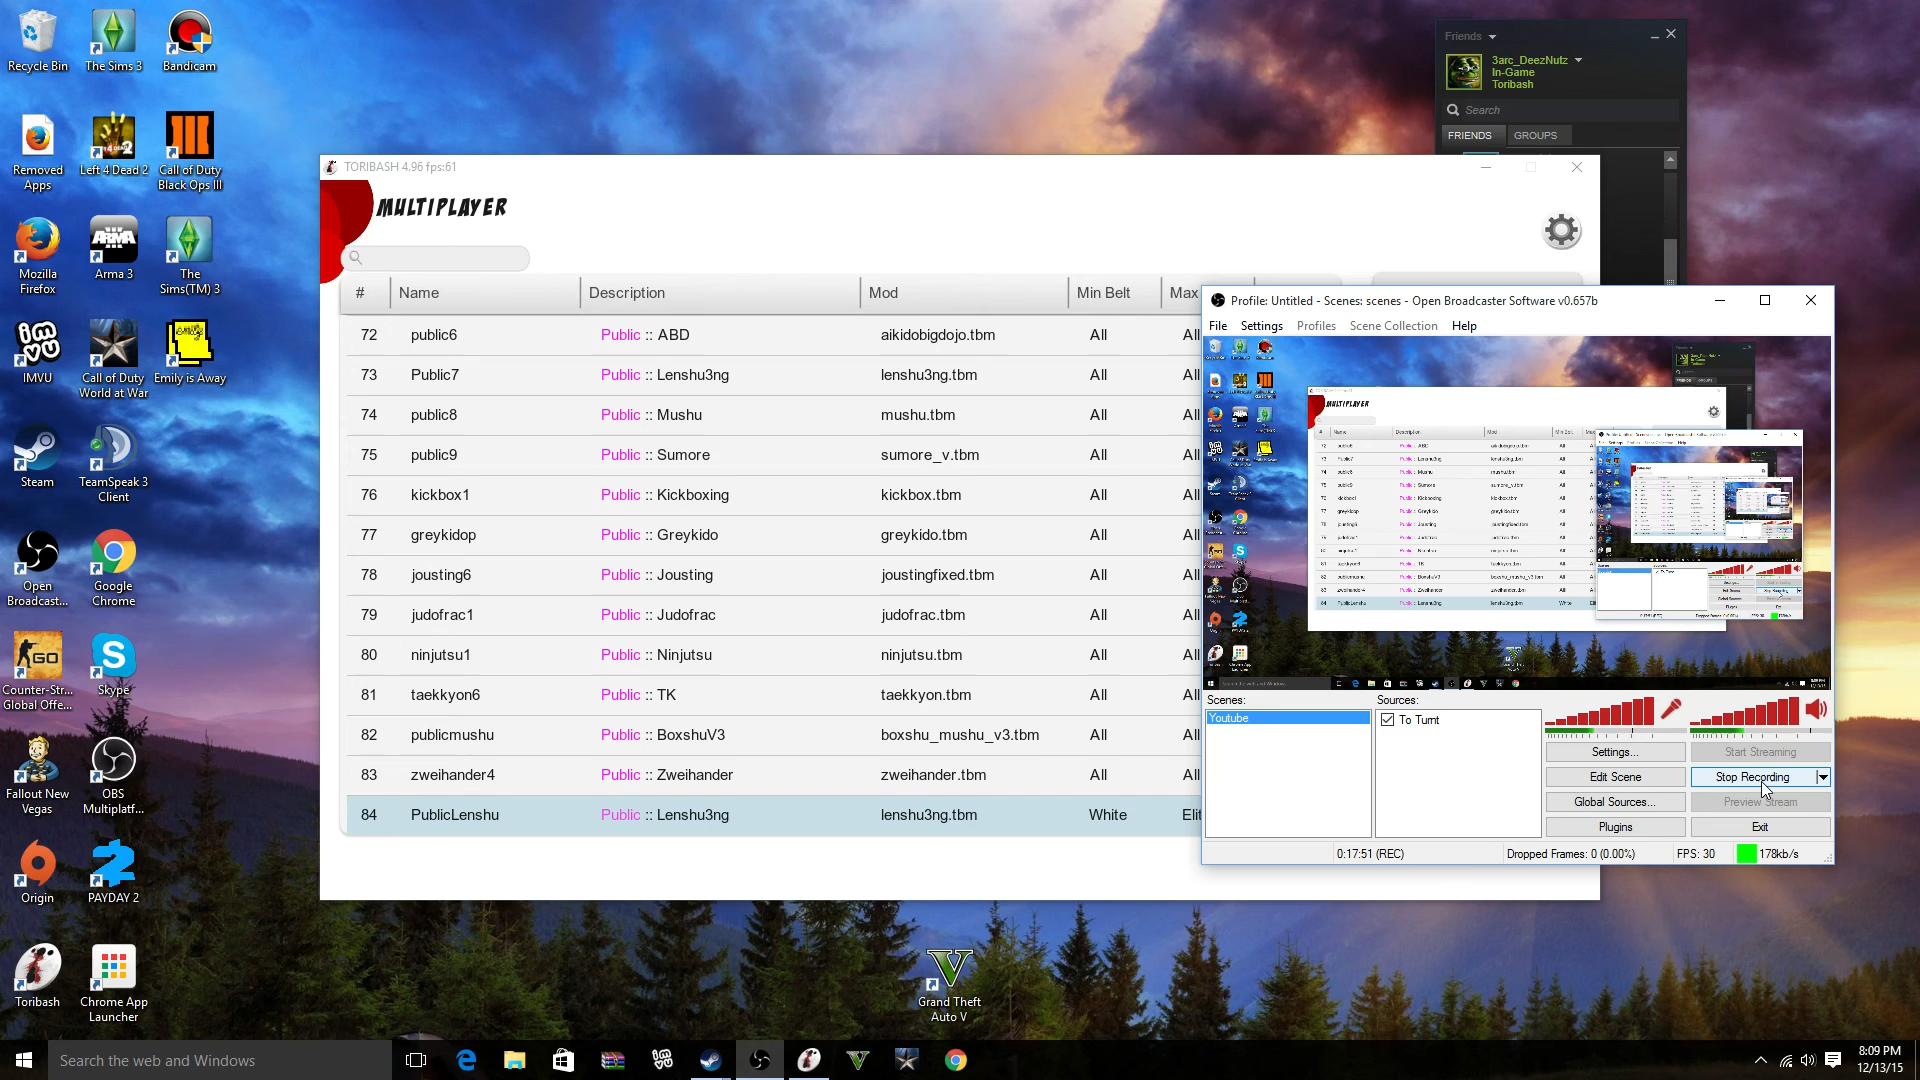 Recycle Bin
The Sims 3
Bandicam
Removed
Apps
Left 4 Dead 2
Call of Duty
Black Ops III
Mozilla
Firefox
Arma 3
The
Sims(TM) 3
IMVU
Call of Duty
World at War
Emily is Away
Steam
TeamSpeak 3
Client
Open
Broadcast...
Google
Chrome
Counter-Str...
Global Offe...
Skype
Fallout New
Vegas
OBS
Multiplatf...
Origin
PAYDAY 2
Toribash
Chrome App
Launcher
Grand Theft
Auto V
Friends
3arc_DeezNutz
In-Game
Toribash
Search
FRIENDS
GROUPS
TORIBASH 4.96 fps:61
MULTIPLAYER
# Name Description Mod Min Belt Max
72 public6 Public :: ABD aikidobigdojo.tbm All All
73 Public7 Public :: Lenshu3ng lenshu3ng.tbm All All
74 public8 Public :: Mushu mushu.tbm All All
75 public9 Public :: Sumore sumore_v.tbm All All
76 kickbox1 Public :: Kickboxing kickbox.tbm All All
77 greykidop Public :: Greykido greykido.tbm All All
78 jousting6 Public :: Jousting joustingfixed.tbm All All
79 judofrac1 Public :: Judofrac judofrac.tbm All All
80 ninjutsu1 Public :: Ninjutsu ninjutsu.tbm All All
81 taekkyon6 Public :: TK taekkyon.tbm All All
82 publicmushu Public :: BoxshuV3 boxshu_mushu_v3.tbm All All
83 zweihander4 Public :: Zweihander zweihander.tbm All All
84 PublicLenshu Public :: Lenshu3ng lenshu3ng.tbm White Elit
Profile: Untitled - Scenes: scenes - Open Broadcaster Software v0.657b
File Settings Profiles Scene Collection Help
Scenes:
Youtube
Sources:
To Turnt
Settings...
Start Streaming
Edit Scene
Stop Recording
Global Sources...
Preview Stream
Plugins
Exit
0:17:51 (REC)
Dropped Frames: 0 (0.00%)
FPS: 30
178kb/s
Search the web and Windows
8:09 PM
12/13/15